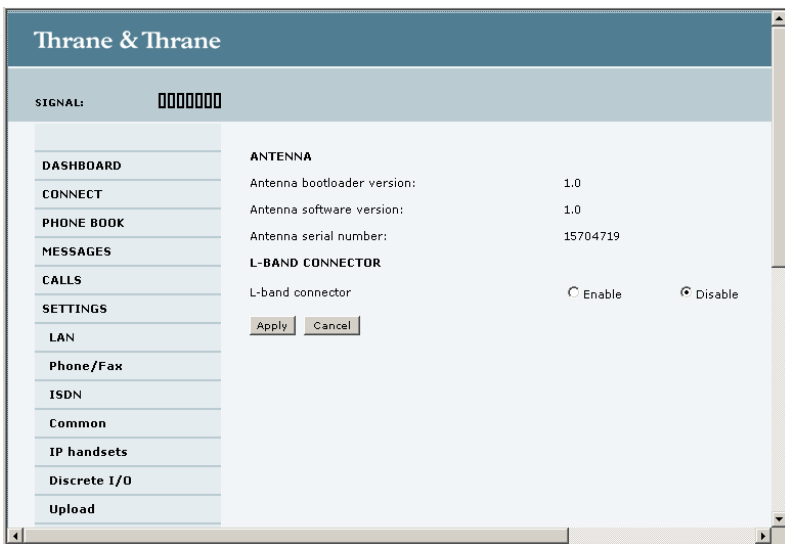 Thrane & Thrane
SIGNAL:
DASHBOARD
CONNECT
PHONE BOOK
MESSAGES
CALLS
SETTINGS
LAN
Phone/Fax
ISDN
Common
IP handsets
Discrete I/O
Upload
ANTENNA
Antenna bootloader version: 1.0
Antenna software version: 1.0
Antenna serial number: 15704719
L-BAND CONNECTOR
L-band connector Enable Disable
Apply Cancel